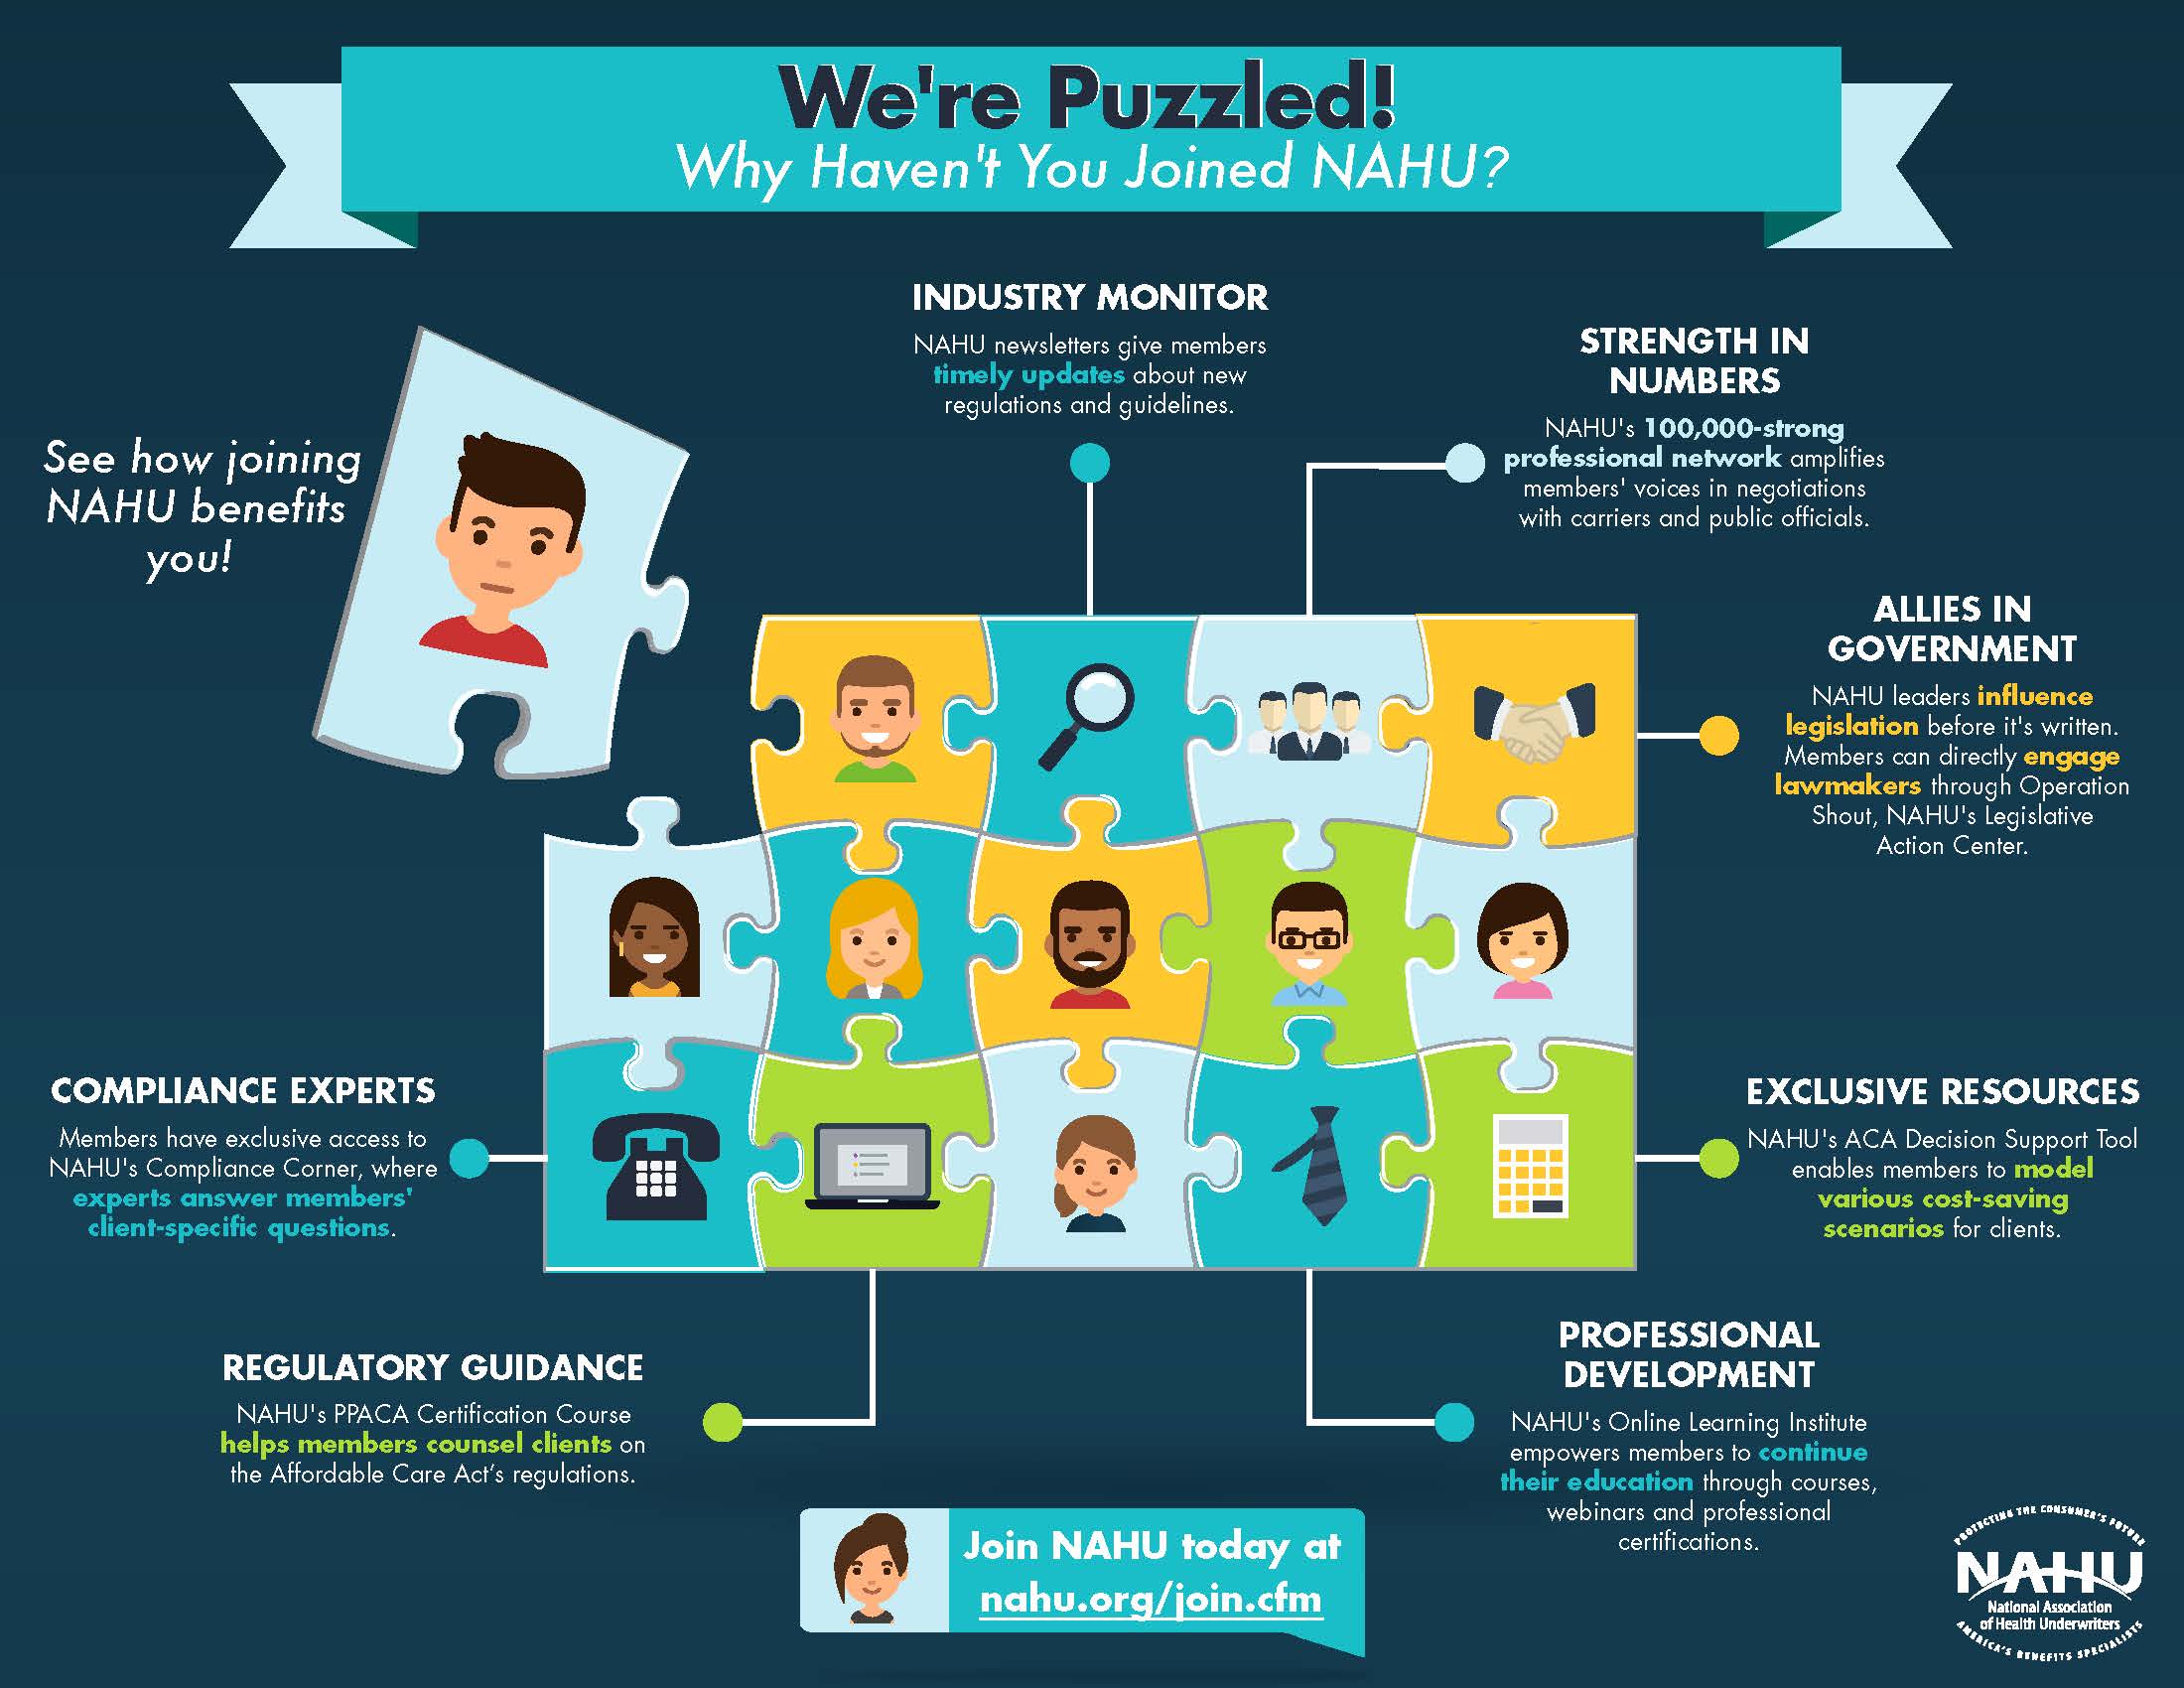 We're Puzzled!
Why Haven't You Joined NAHU?
See how joining
NAHU benefits
you!
INDUSTRY MONITOR
NAHU newsletters give members
timely updates about new
regulations and guidelines.
STRENGTH IN
NUMBERS
NAHU's 100,000-strong
professional network amplifies
members' voices in negotiations
with carriers and public officials.
ALLIES IN
GOVERNMENT
NAHU leaders influence
legislation before it's written.
Members can directly engage
lawmakers through Operation
Shout, NAHU's Legislative
Action Center.
COMPLIANCE EXPERTS
Members have exclusive access to
NAHU's Compliance Corner, where
experts answer members'
client-specific questions.
EXCLUSIVE RESOURCES
NAHU's ACA Decision Support Tool
enables members to model
various cost-saving
scenarios for clients.
REGULATORY GUIDANCE
NAHU's PPACA Certification Course
helps members counsel clients on
the Affordable Care Act’s regulations.
PROFESSIONAL
DEVELOPMENT
NAHU's Online Learning Institute
empowers members to continue
their education through courses,
webinars and professional
certifications.
Join NAHU today at
nahu.org/join.cfm
PROTECTING THE CONSUMER'S FUTURE
NAHU
National Association
of Health Underwriters
AMERICA'S BENEFITS SPECIALISTS